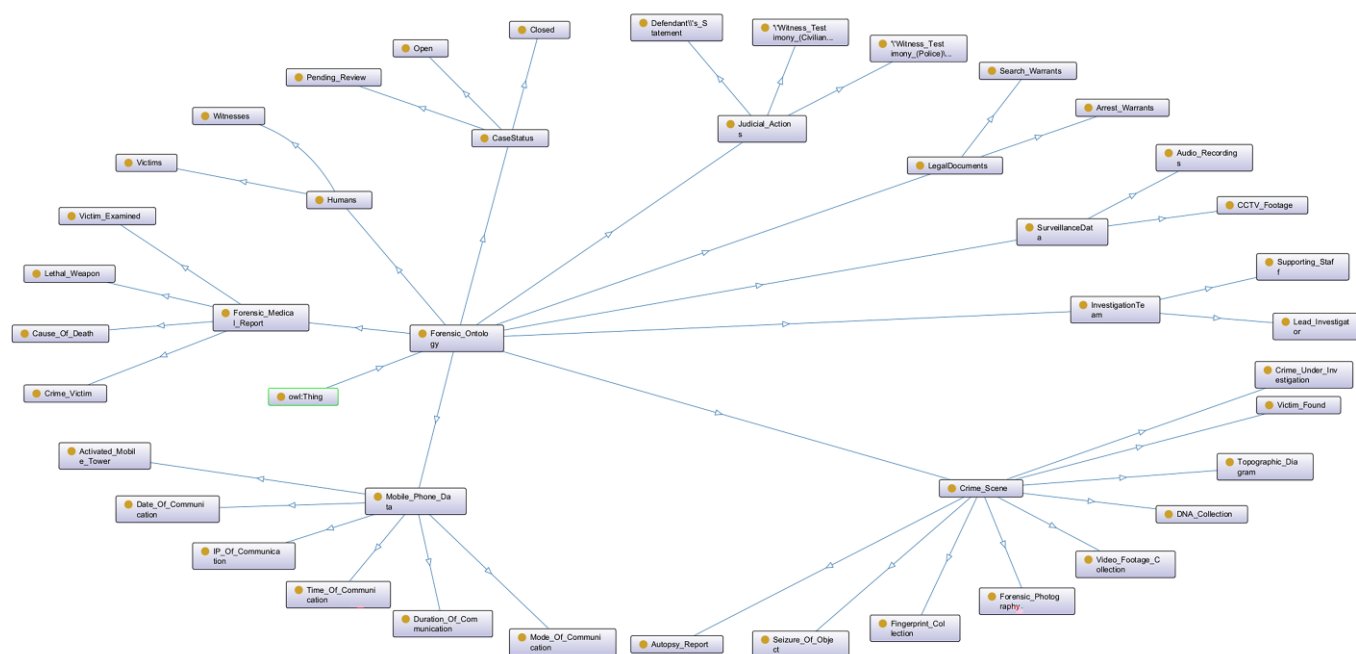 Closed
Defendant\\'s_S
tatement
'\'Witness_Test
imony_(Civilian...
'\'Witness_Test
imony_(Police)\...
Open
Pending_Review
Search_Warrants
Witnesses
CaseStatus
Judicial_Action
s
Arrest_Warrants
Victims
LegalDocuments
Audio_Recording
s
Humans
Victim_Examined
CCTV_Footage
SurveillanceDat
a
Lethal_Weapon
Supporting_Staf
f
Forensic_Medica
l_Report
InvestigationTe
am
Cause_Of_Death
Forensic_Ontolo
gy
Lead_Investigat
or
Crime_Victim
owl:Thing
Crime_Under_Inv
estigation
Victim_Found
Activated_Mobil
e_Tower
Topographic_Dia
gram
Date_Of_Communi
cation
Mobile_Phone_Da
ta
Crime_Scene
DNA_Collection
IP_Of_Communica
tion
Video_Footage_C
ollection
Time_Of_Communi
cation
Forensic_Photog
raphy
Duration_Of_Com
munication
Fingerprint_Col
lection
Mode_Of_Communi
cation
Autopsy_Report
Seizure_Of_Obje
ct